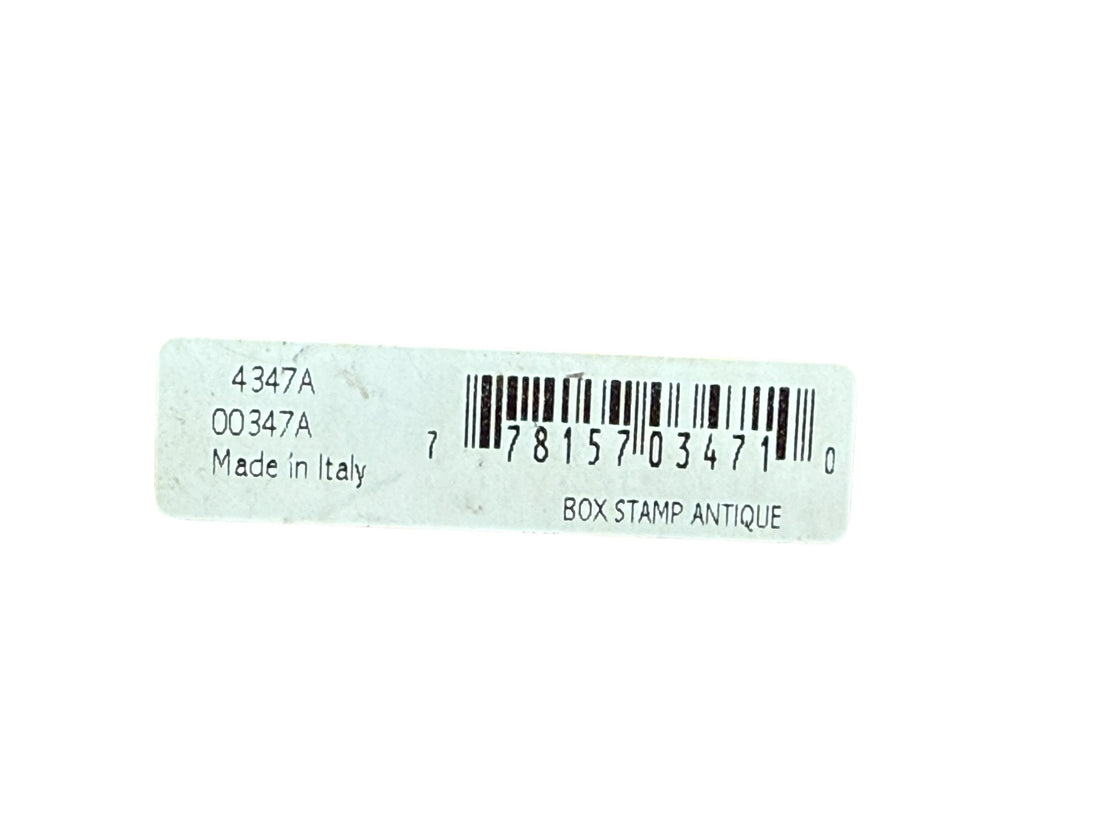 4347A
00347A
Made in Italy
7 78157 03471 0
BOX STAMP ANTIQUE